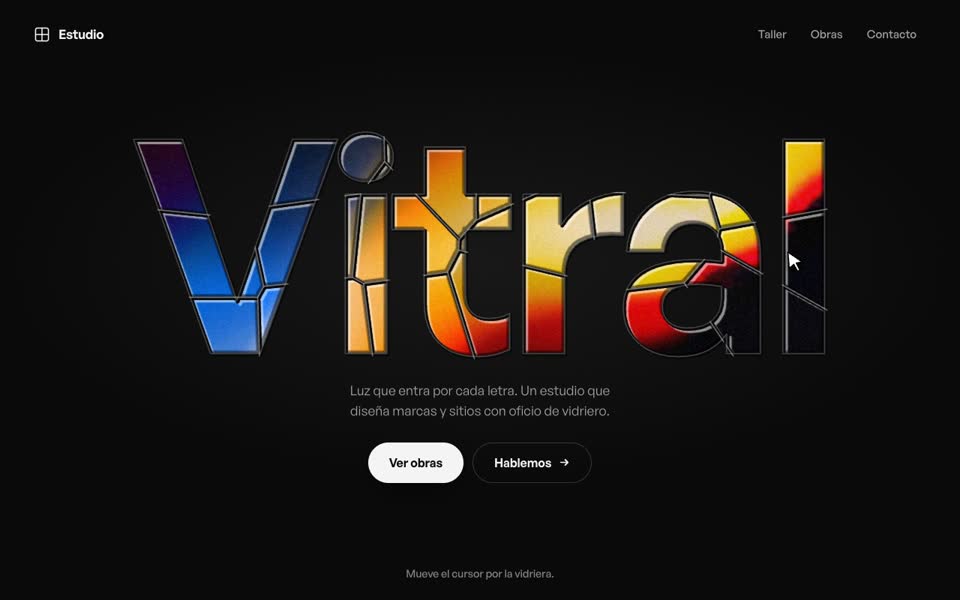 Estudio
Taller
Obras
Contacto
Vitral
Luz que entra por cada letra. Un estudio que
diseña marcas y sitios con oficio de vidriero.
Ver obras
Hablemos →
Mueve el cursor por la vidriera.